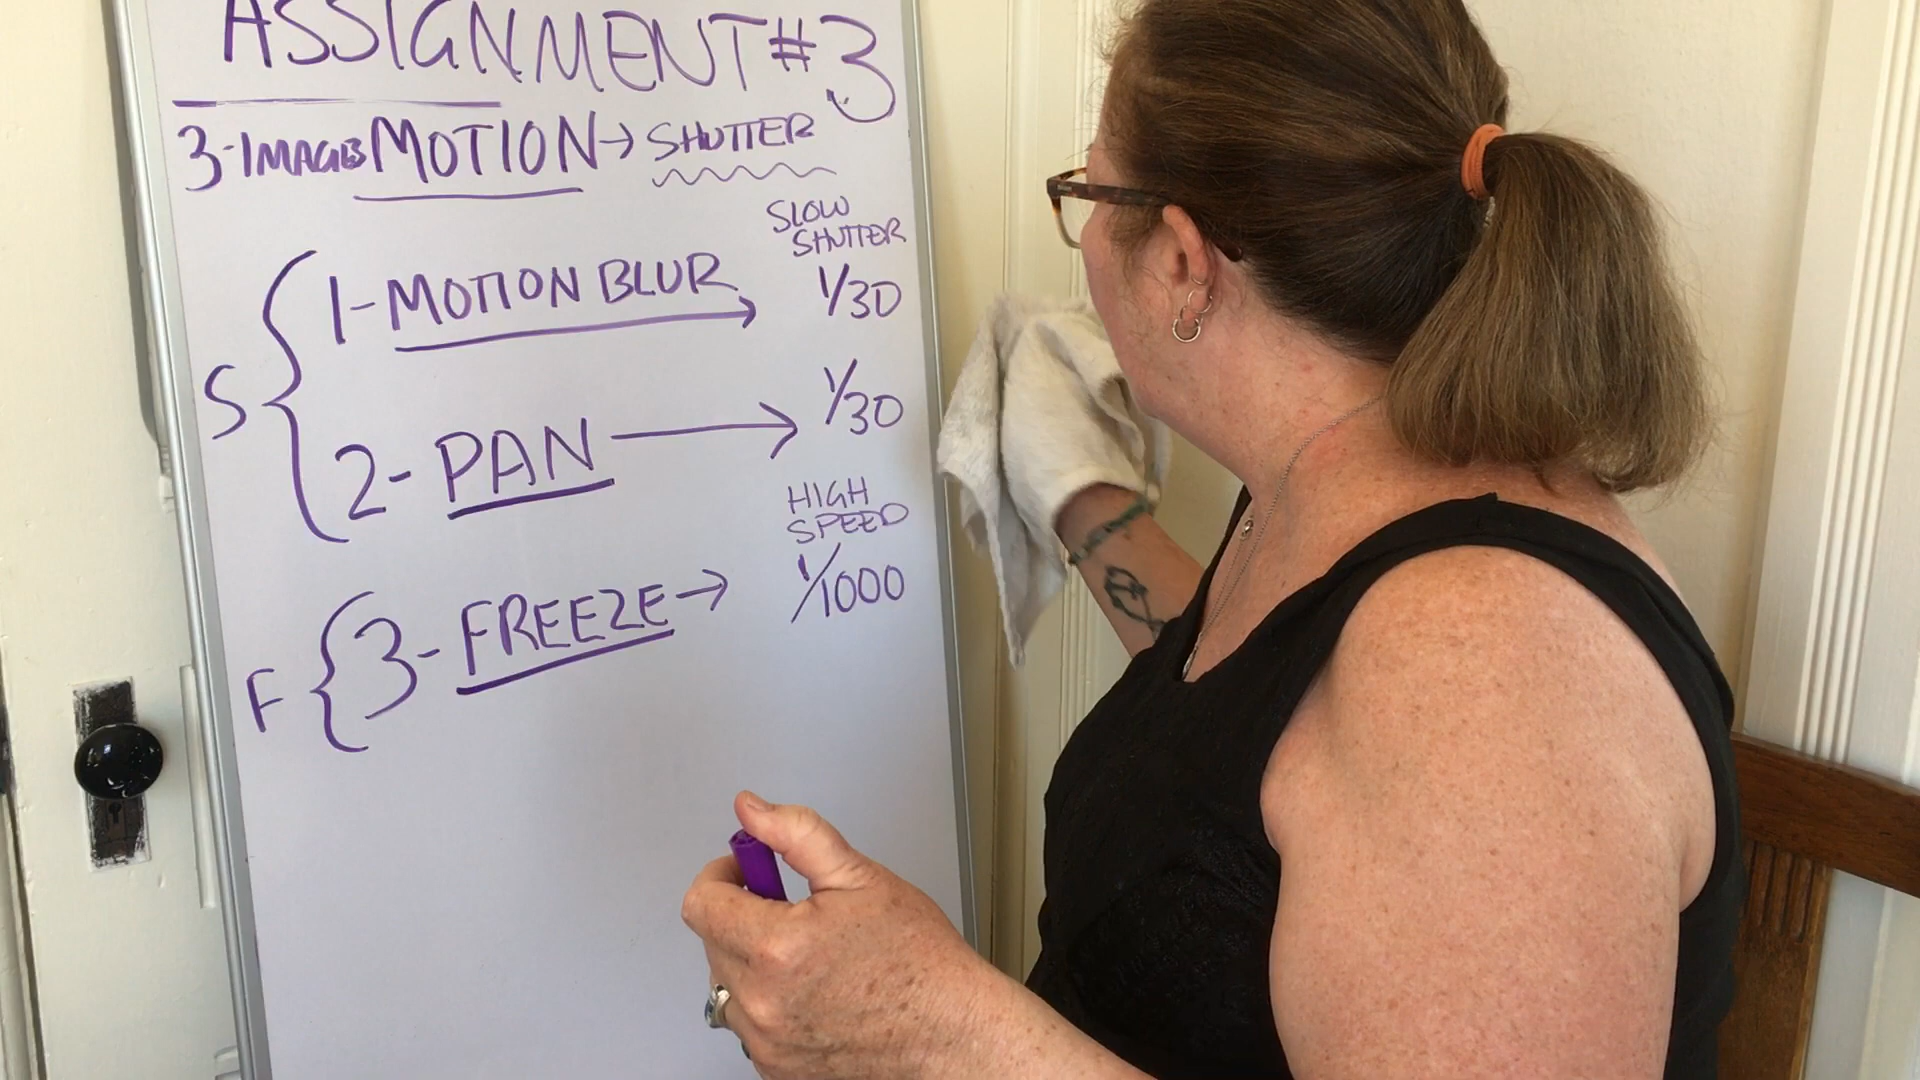 ASSIGNMENT #3
3-IMAGES MOTION → SHUTTER
SLOW
SHUTTER
S { 1- MOTION BLUR → 1/30
2- PAN → 1/30
HIGH
SPEED
F { 3- FREEZE → 1/1000